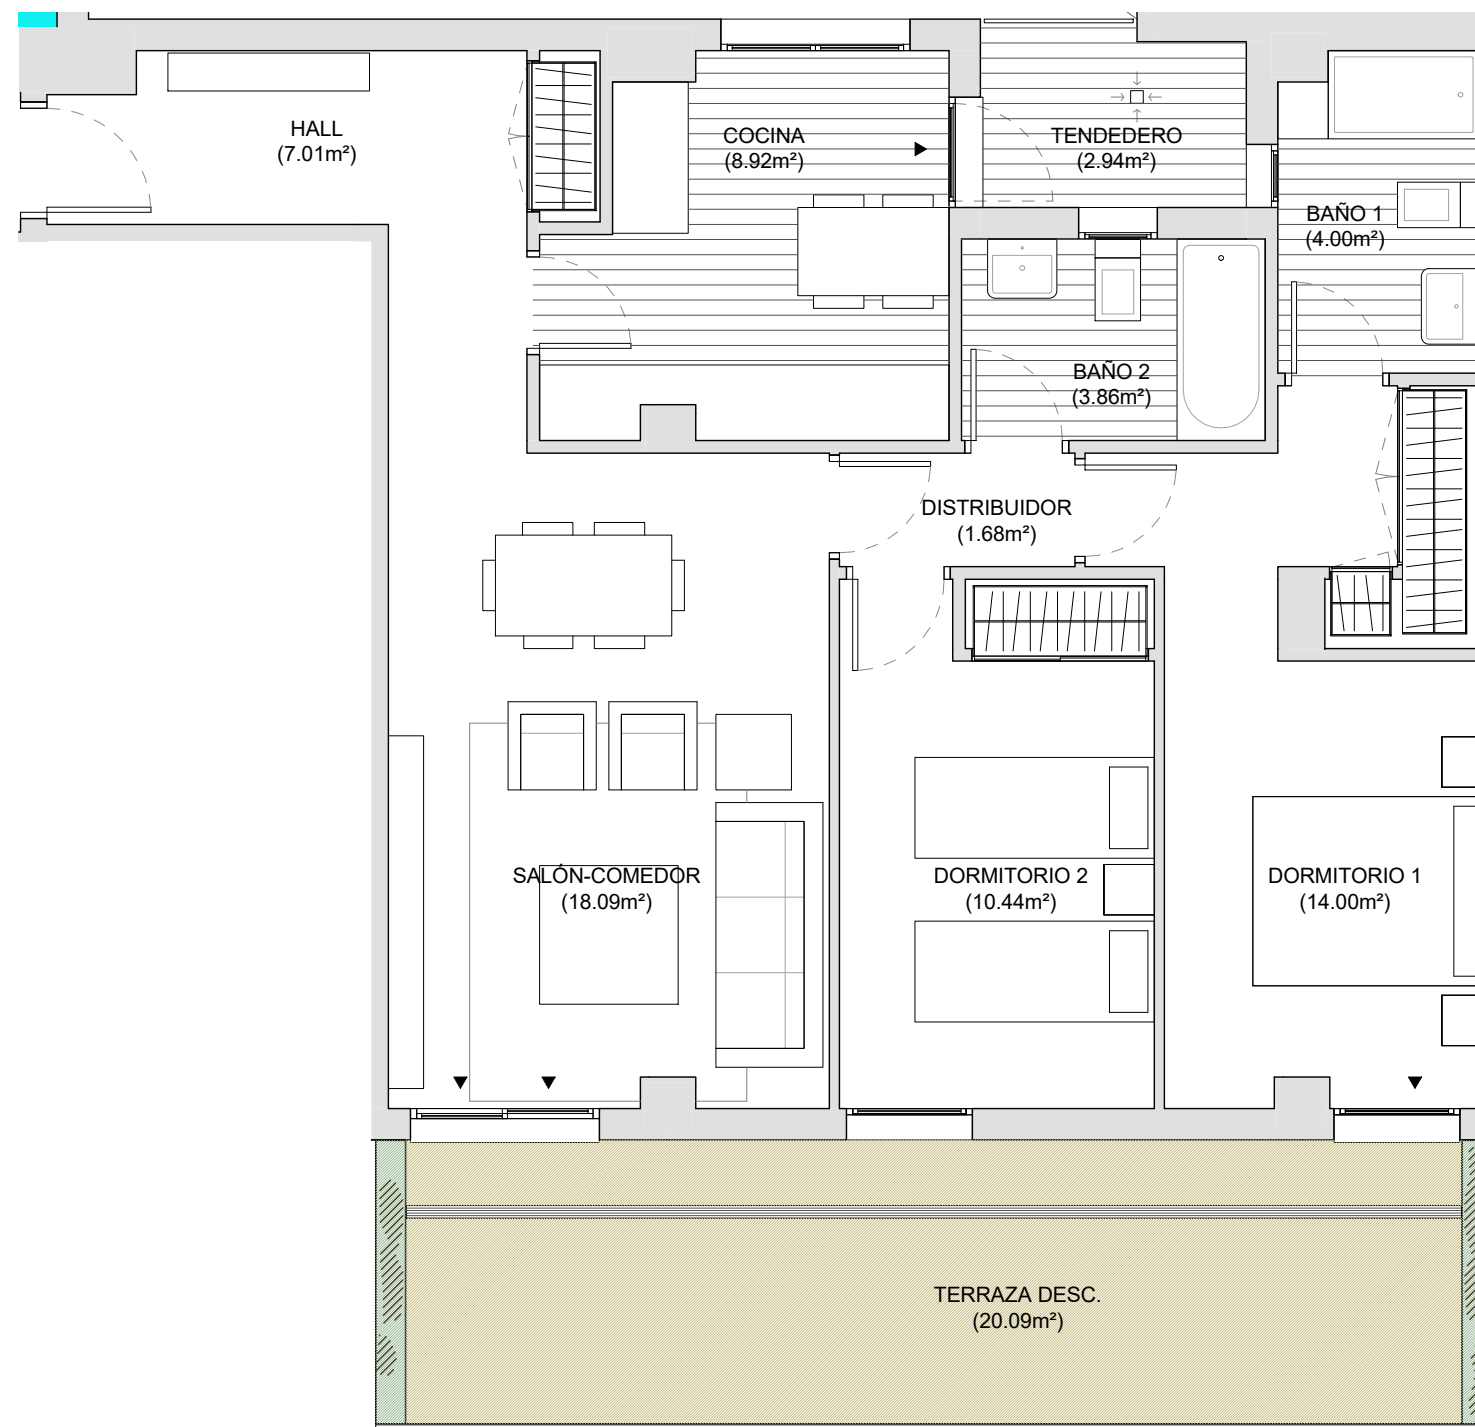 HALL
(7.01m²)
COCINA
(8.92m²)
TENDEDERO
(2.94m²)
BAÑO 1
(4.00m²)
BAÑO 2
(3.86m²)
DISTRIBUIDOR
(1.68m²)
SALÓN-COMEDOR
(18.09m²)
DORMITORIO 2
(10.44m²)
DORMITORIO 1
(14.00m²)
TERRAZA DESC.
(20.09m²)